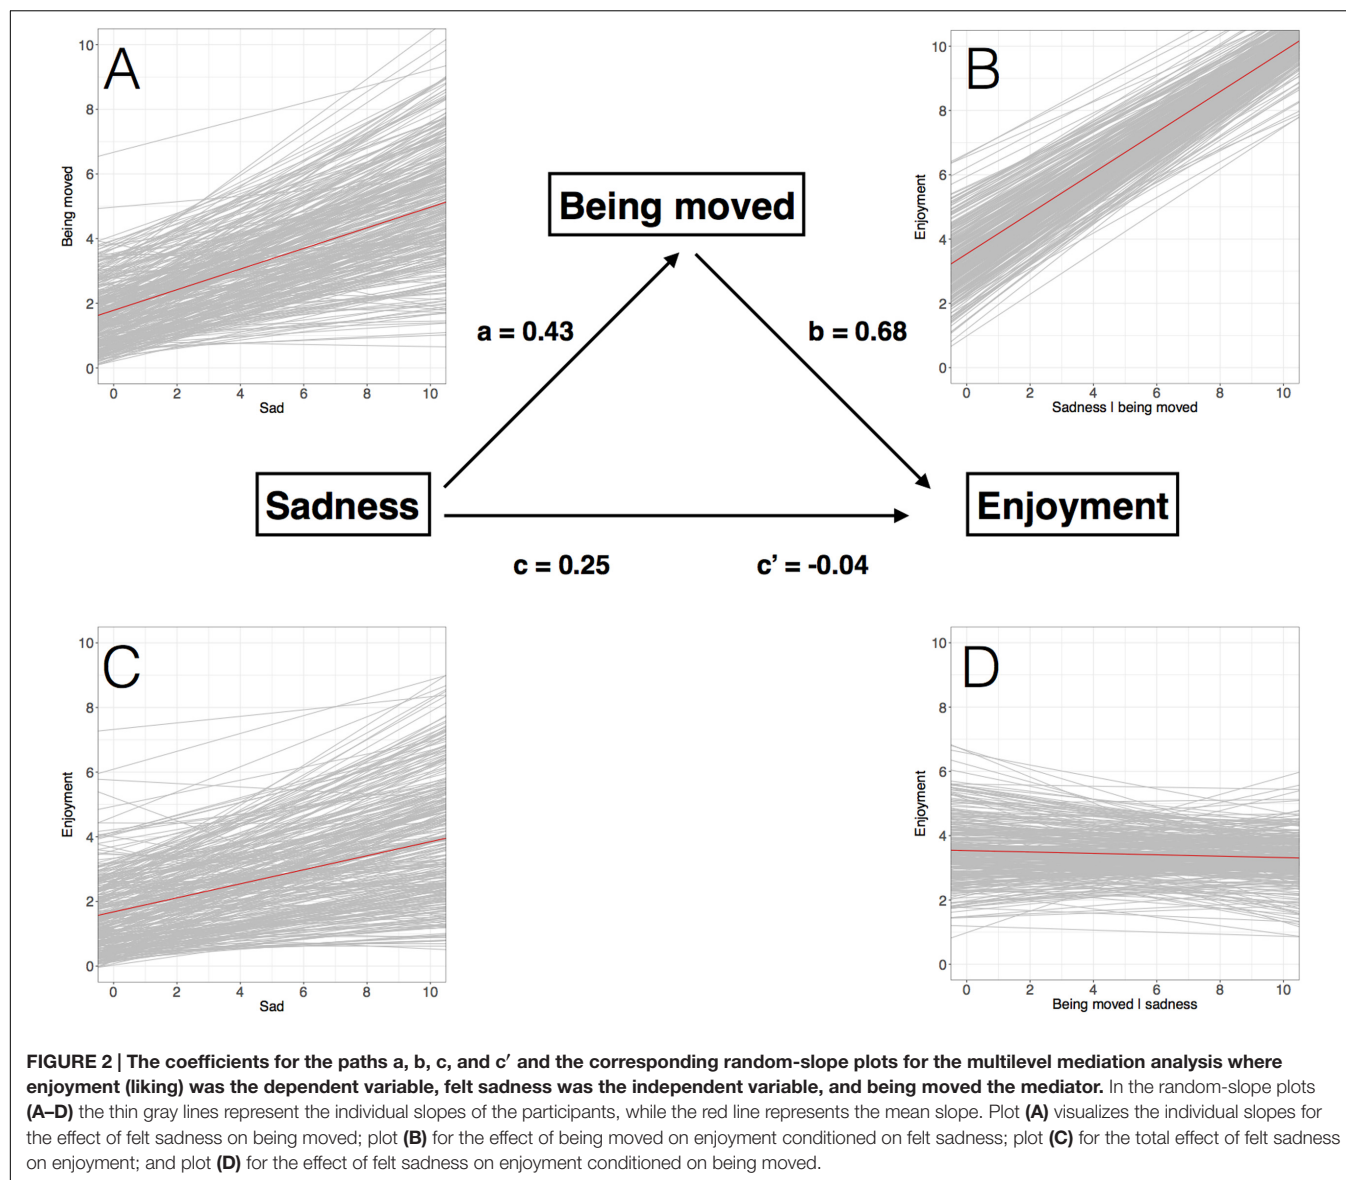 A
10
8
6
4
2
0
Being moved
0 2 4 6 8 10
Sad
B
10
8
6
4
2
0
Enjoyment
0 2 4 6 8 10
Sadness | being moved
Being moved
a = 0.43
b = 0.68
Sadness
Enjoyment
c = 0.25
c’ = -0.04
C
10
8
6
4
2
0
Enjoyment
0 2 4 6 8 10
Sad
D
10
8
6
4
2
0
Enjoyment
0 2 4 6 8 10
Being moved | sadness
FIGURE 2 | The coefficients for the paths a, b, c, and c′ and the corresponding random-slope plots for the multilevel mediation analysis where
enjoyment (liking) was the dependent variable, felt sadness was the independent variable, and being moved the mediator. In the random-slope plots
(A–D) the thin gray lines represent the individual slopes of the participants, while the red line represents the mean slope. Plot (A) visualizes the individual slopes for
the effect of felt sadness on being moved; plot (B) for the effect of being moved on enjoyment conditioned on felt sadness; plot (C) for the total effect of felt sadness
on enjoyment; and plot (D) for the effect of felt sadness on enjoyment conditioned on being moved.